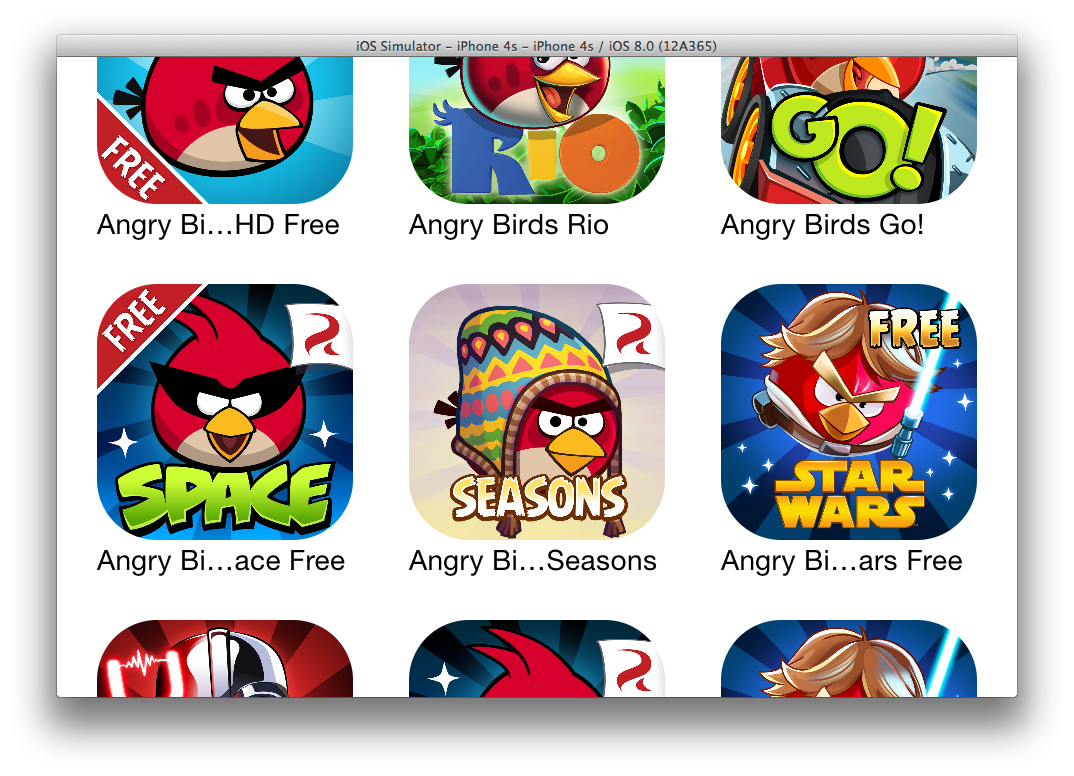 iOS Simulator - iPhone 4s - iPhone 4s / iOS 8.0 (12A365)
FREE
RIO
GO!
Angry Bi...HD Free
Angry Birds Rio
Angry Birds Go!
FREE
SPACE
SEASONS
FREE
STAR
WARS
Angry Bi...ace Free
Angry Bi...Seasons
Angry Bi...ars Free